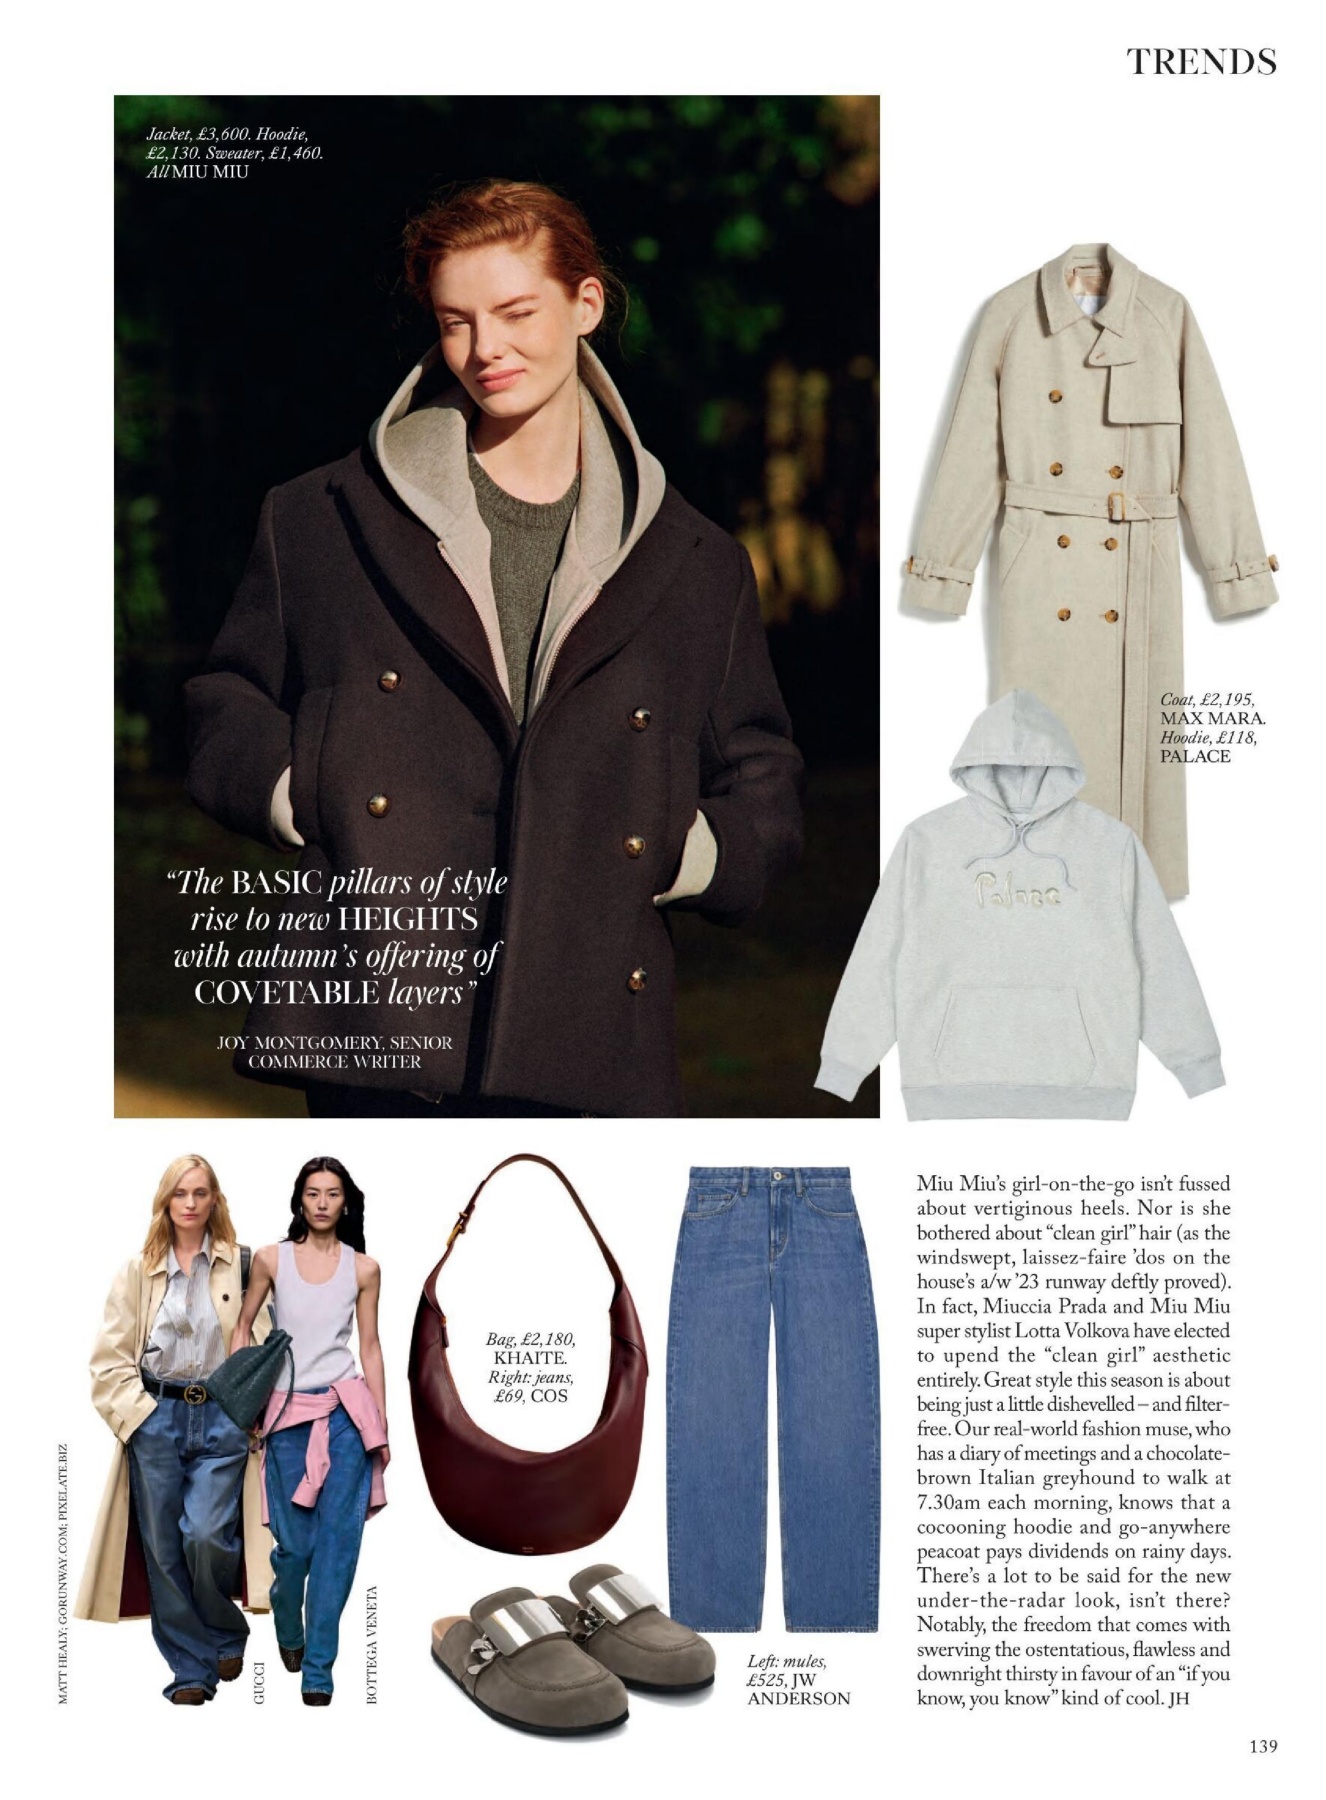 TRENDS
Jacket, £3,600. Hoodie,
£2,130. Sweater, £1,460.
All MIU MIU
“The BASIC pillars of style
rise to new HEIGHTS
with autumn’s offering of
COVETABLE layers”
JOY MONTGOMERY, SENIOR
COMMERCE WRITER
Coat, £2,195,
MAX MARA.
Hoodie, £118,
PALACE
Palace
Bag, £2,180,
KHAITE.
Right: jeans,
£69, COS
Left: mules,
£525, JW
ANDERSON
MATT HEALY; GORUNWAY.COM; PIXELATE.BIZ
GUCCI
BOTTEGA VENETA
Miu Miu’s girl-on-the-go isn’t fussed
about vertiginous heels. Nor is she
bothered about “clean girl” hair (as the
windswept, laissez-faire ’dos on the
house’s a/w ’23 runway deftly proved).
In fact, Miuccia Prada and Miu Miu
super stylist Lotta Volkova have elected
to upend the “clean girl” aesthetic
entirely. Great style this season is about
being just a little dishevelled – and filter-
free. Our real-world fashion muse, who
has a diary of meetings and a chocolate-
brown Italian greyhound to walk at
7.30am each morning, knows that a
cocooning hoodie and go-anywhere
peacoat pays dividends on rainy days.
There’s a lot to be said for the new
under-the-radar look, isn’t there?
Notably, the freedom that comes with
swerving the ostentatious, flawless and
downright thirsty in favour of an “if you
know, you know” kind of cool. JH
139